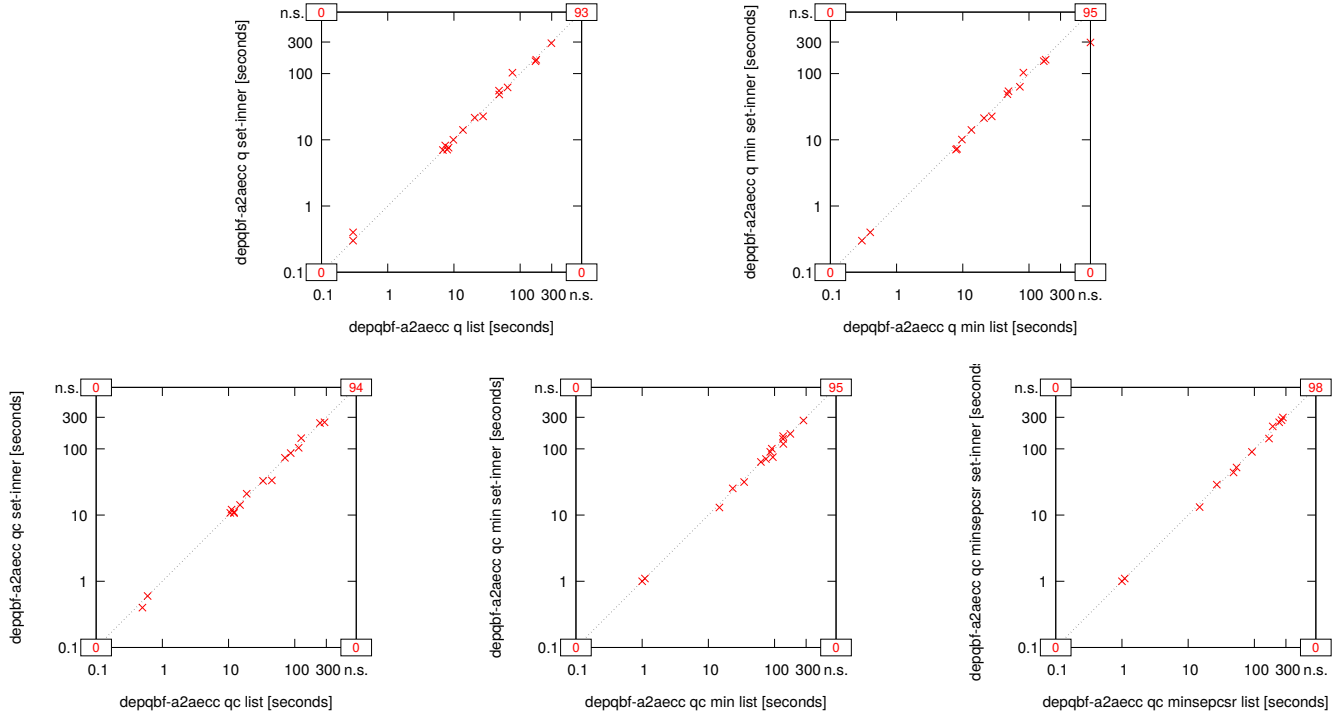 n.s. 0 93
300
100
10
1
0.1 0 0
0.1 1 10 100 300 n.s.
depqbf-a2aecc q set-inner [seconds]
depqbf-a2aecc q list [seconds]
n.s. 0 95
300
100
10
1
0.1 0 0
0.1 1 10 100 300 n.s.
depqbf-a2aecc q min set-inner [seconds]
depqbf-a2aecc q min list [seconds]
n.s. 0 94
300
100
10
1
0.1 0 0
0.1 1 10 100 300 n.s.
depqbf-a2aecc qc set-inner [seconds]
depqbf-a2aecc qc list [seconds]
n.s. 0 95
300
100
10
1
0.1 0 0
0.1 1 10 100 300 n.s.
depqbf-a2aecc qc min set-inner [seconds]
depqbf-a2aecc qc min list [seconds]
n.s. 0 98
300
100
10
1
0.1 0 0
0.1 1 10 100 300 n.s.
depqbf-a2aecc qc minsepcsr set-inner [second
depqbf-a2aecc qc minsepcsr list [seconds]